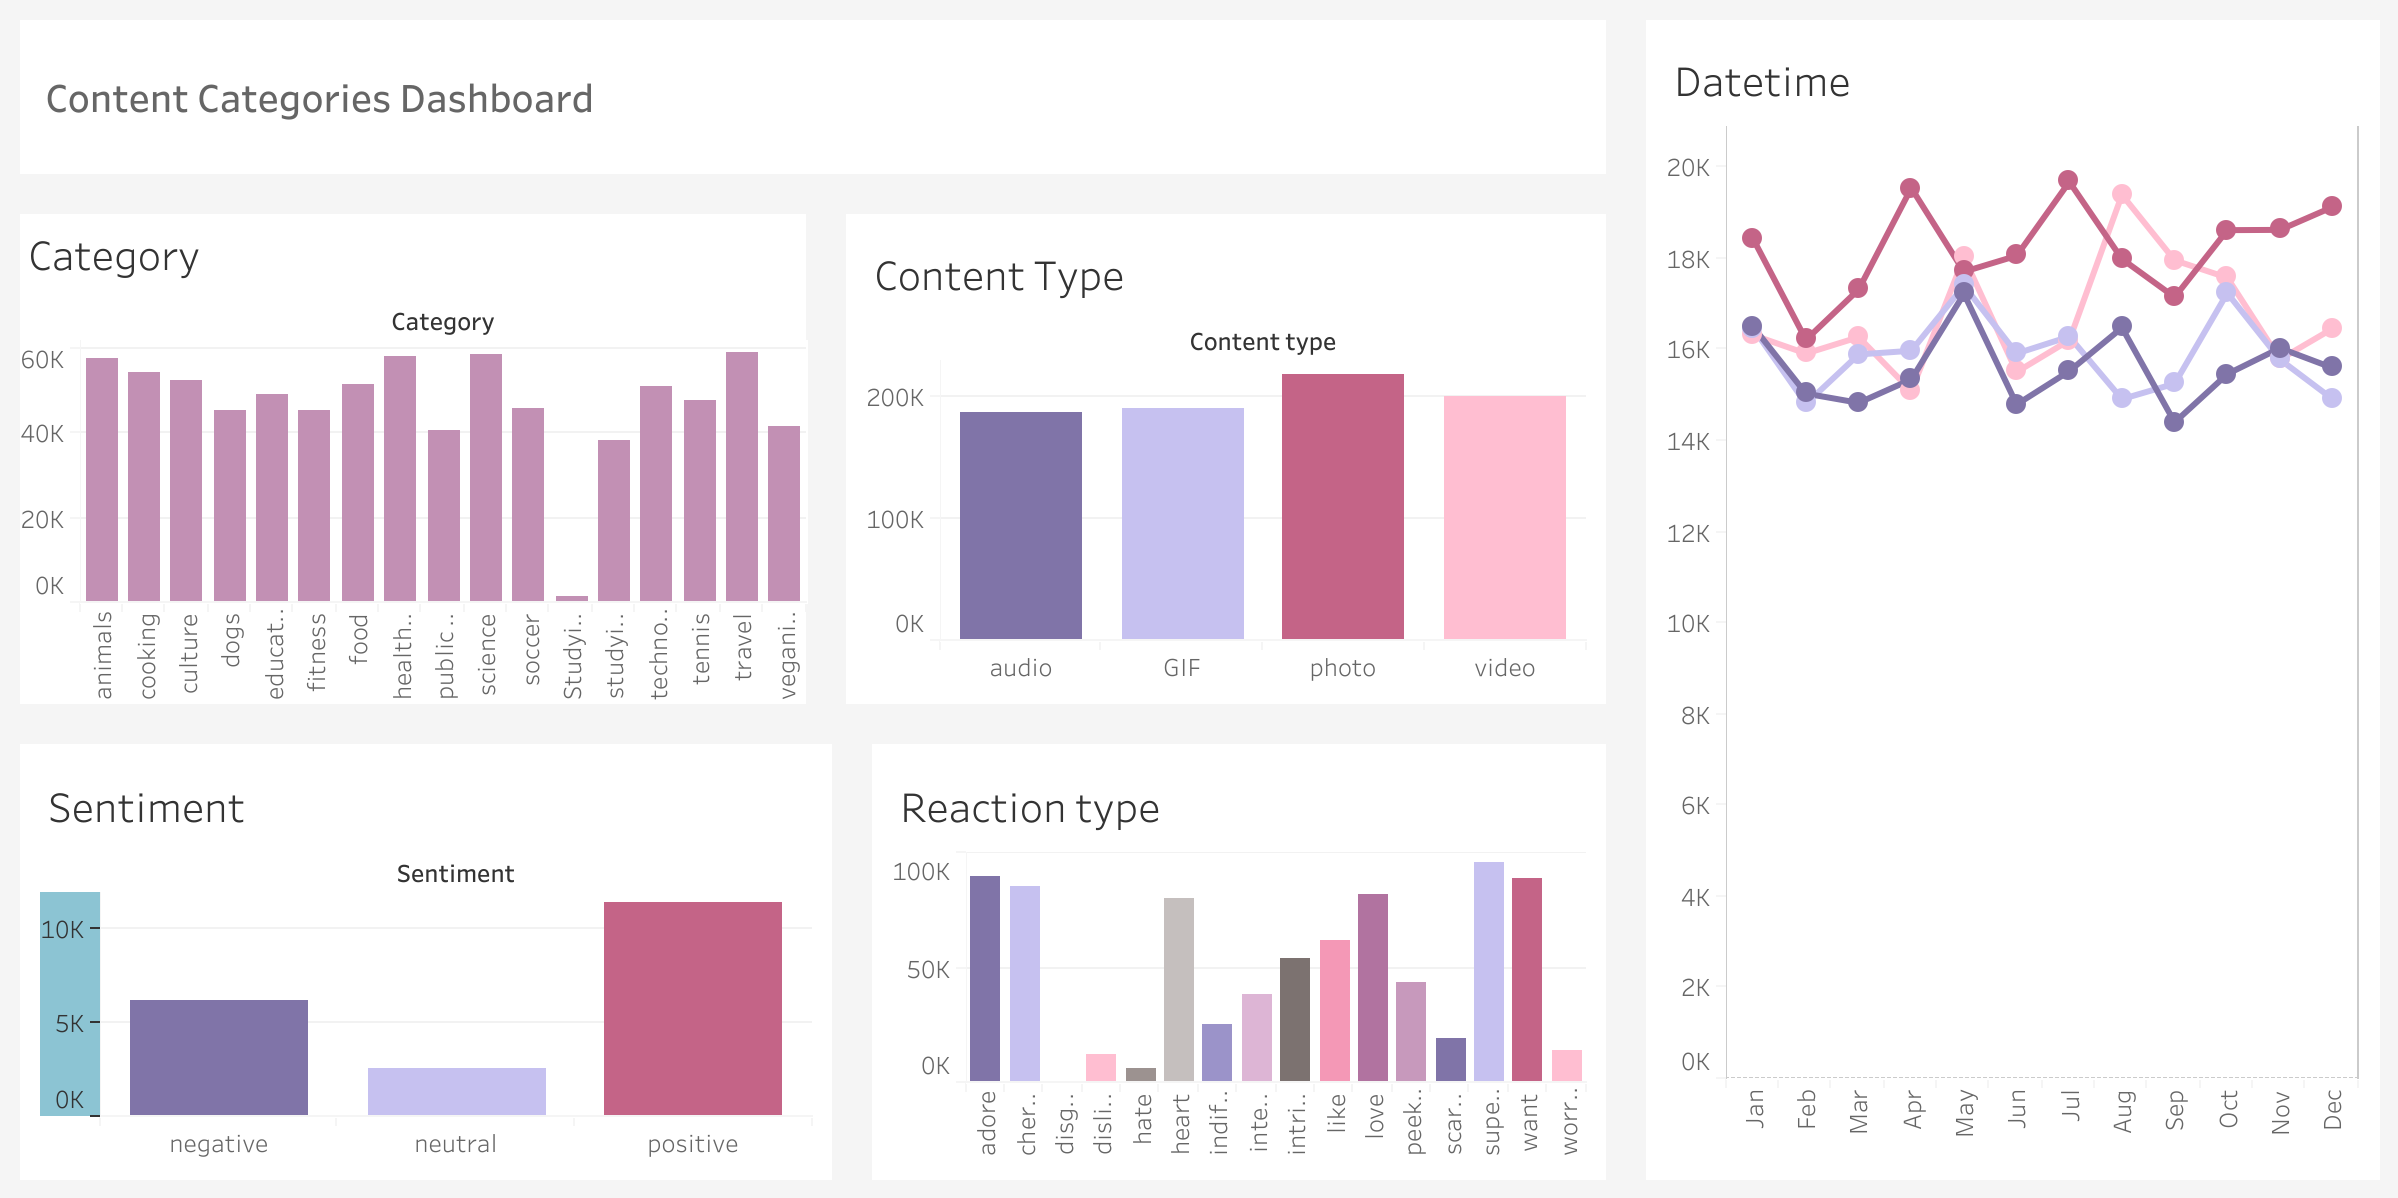 Content Categories Dashboard
Category
Category
60K
40K
20K
0K
animals
cooking
culture
dogs
educat..
fitness
food
health..
public ..
science
soccer
Studyi..
studyi..
techno..
tennis
travel
vegani..
Content Type
Content type
200K
100K
0K
audio
GIF
photo
video
Sentiment
Sentiment
10K
5K
0K
negative
neutral
positive
Reaction type
100K
50K
0K
adore
cher..
disg..
disli..
hate
heart
indif..
inte..
intri..
like
love
peek..
scar..
supe..
want
worr..
Datetime
20K
18K
16K
14K
12K
10K
8K
6K
4K
2K
0K
Jan
Feb
Mar
Apr
May
Jun
Jul
Aug
Sep
Oct
Nov
Dec